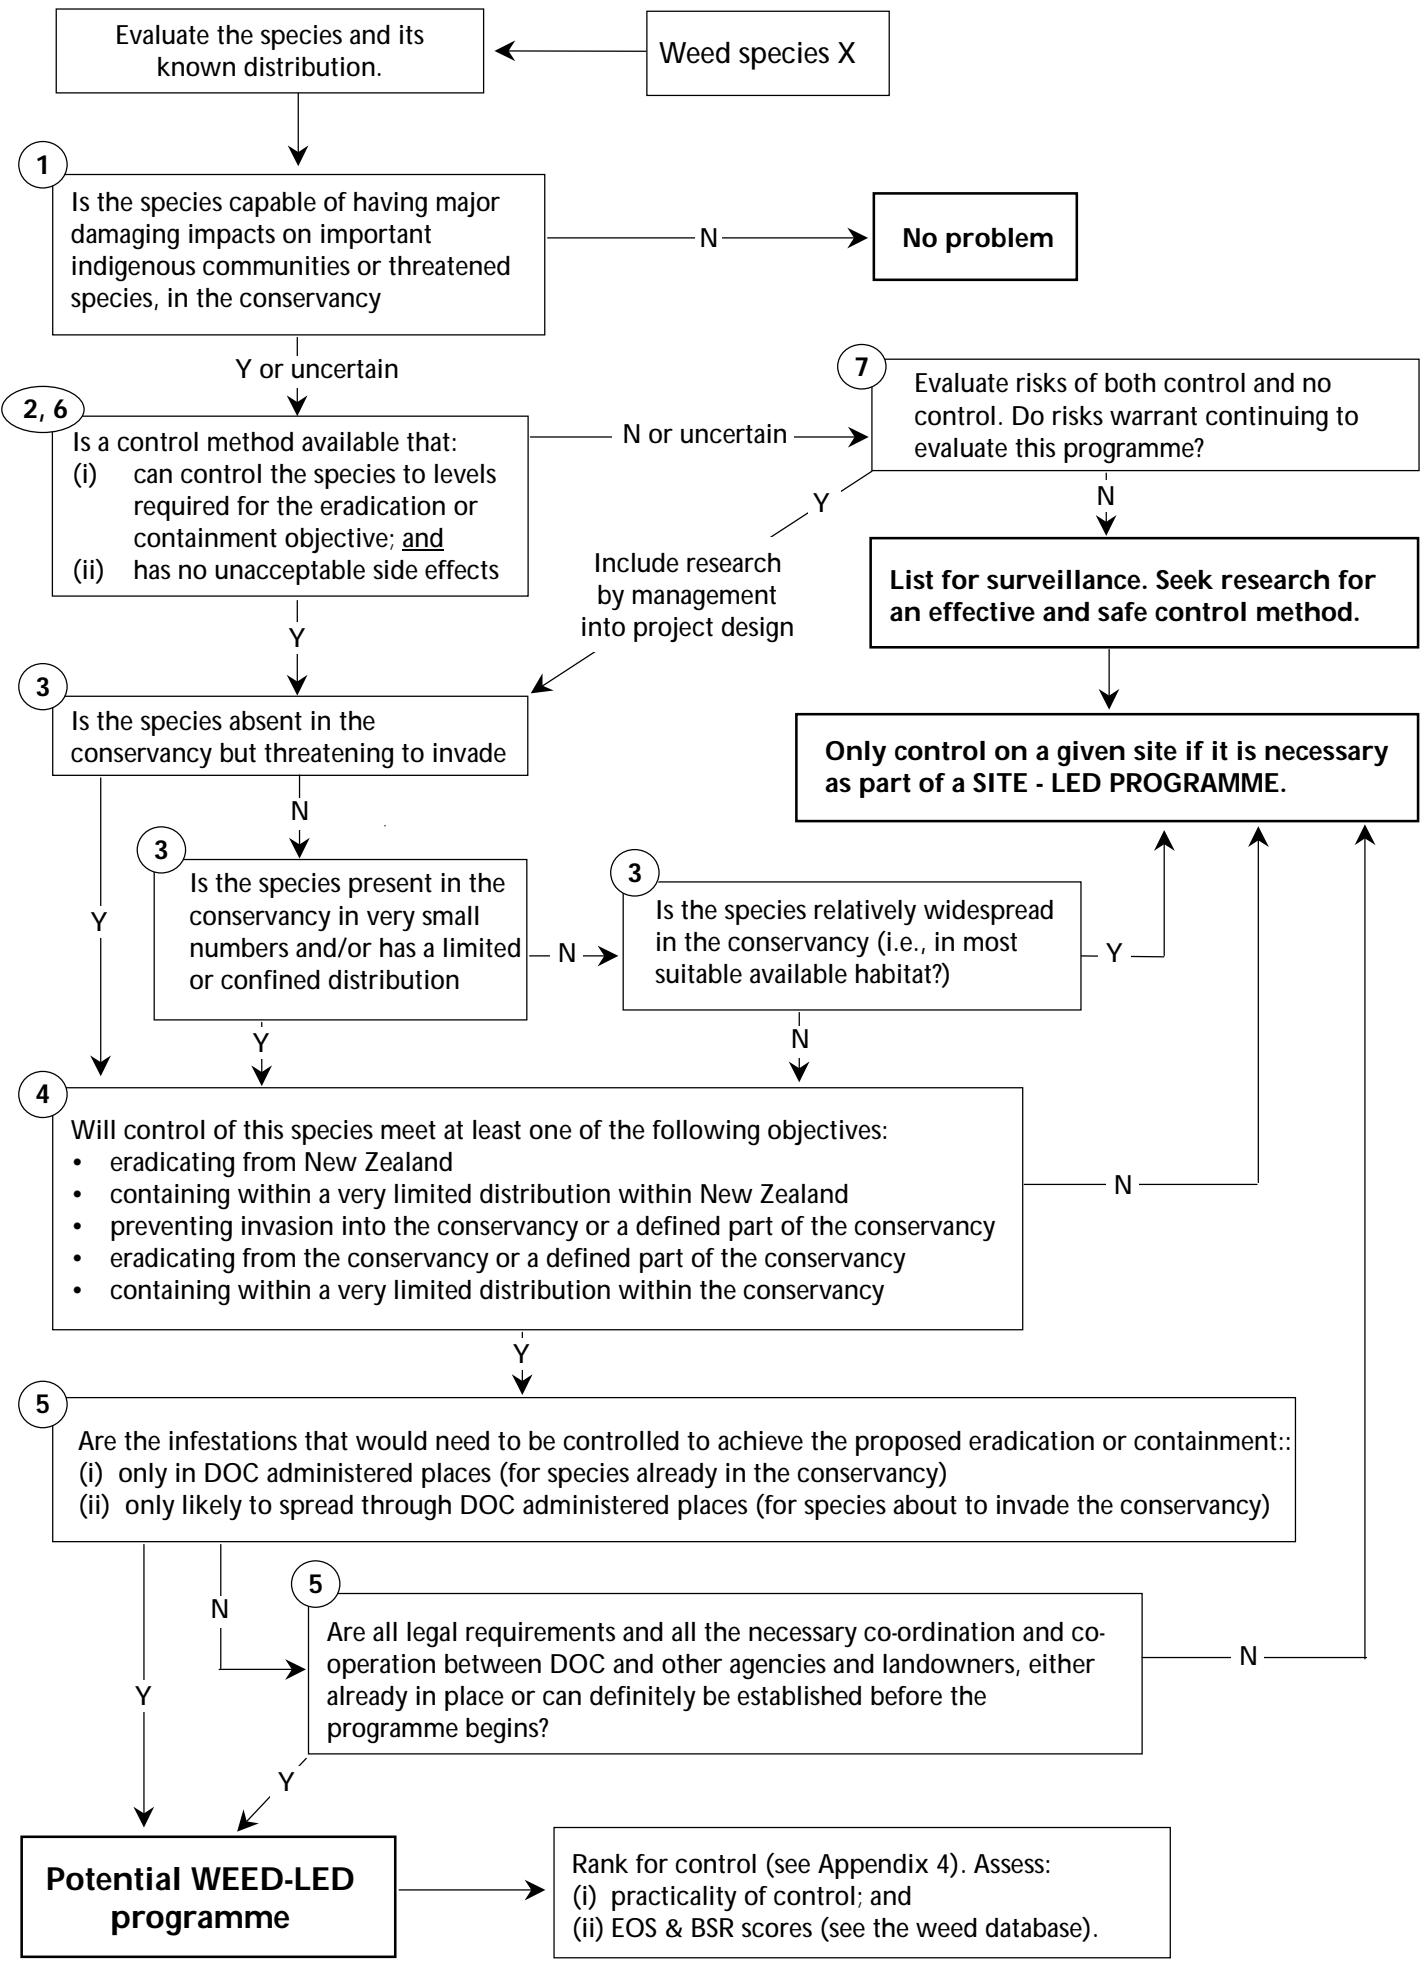 Evaluate the species and its
known distribution.
Weed species X
1
Is the species capable of having major
damaging impacts on important
indigenous communities or threatened
species, in the conservancy
N
No problem
Y or uncertain
2, 6
Is a control method available that:
(i) can control the species to levels
required for the eradication or
containment objective; and
(ii) has no unacceptable side effects
N or uncertain
7
Evaluate risks of both control and no
control. Do risks warrant continuing to
evaluate this programme?
Y
N
Include research
by management
into project design
List for surveillance. Seek research for
an effective and safe control method.
Y
3
Is the species absent in the
conservancy but threatening to invade
Only control on a given site if it is necessary
as part of a SITE - LED PROGRAMME.
N
Y
3
Is the species present in the
conservancy in very small
numbers and/or has a limited
or confined distribution
N
3
Is the species relatively widespread
in the conservancy (i.e., in most
suitable available habitat?)
Y
Y
N
4
Will control of this species meet at least one of the following objectives:
• eradicating from New Zealand
• containing within a very limited distribution within New Zealand
• preventing invasion into the conservancy or a defined part of the conservancy
• eradicating from the conservancy or a defined part of the conservancy
• containing within a very limited distribution within the conservancy
N
Y
5
Are the infestations that would need to be controlled to achieve the proposed eradication or containment::
(i) only in DOC administered places (for species already in the conservancy)
(ii) only likely to spread through DOC administered places (for species about to invade the conservancy)
N
Y
5
Are all legal requirements and all the necessary co-ordination and co-
operation between DOC and other agencies and landowners, either
already in place or can definitely be established before the
programme begins?
N
Y
Potential WEED-LED
programme
Rank for control (see Appendix 4). Assess:
(i) practicality of control; and
(ii) EOS & BSR scores (see the weed database).